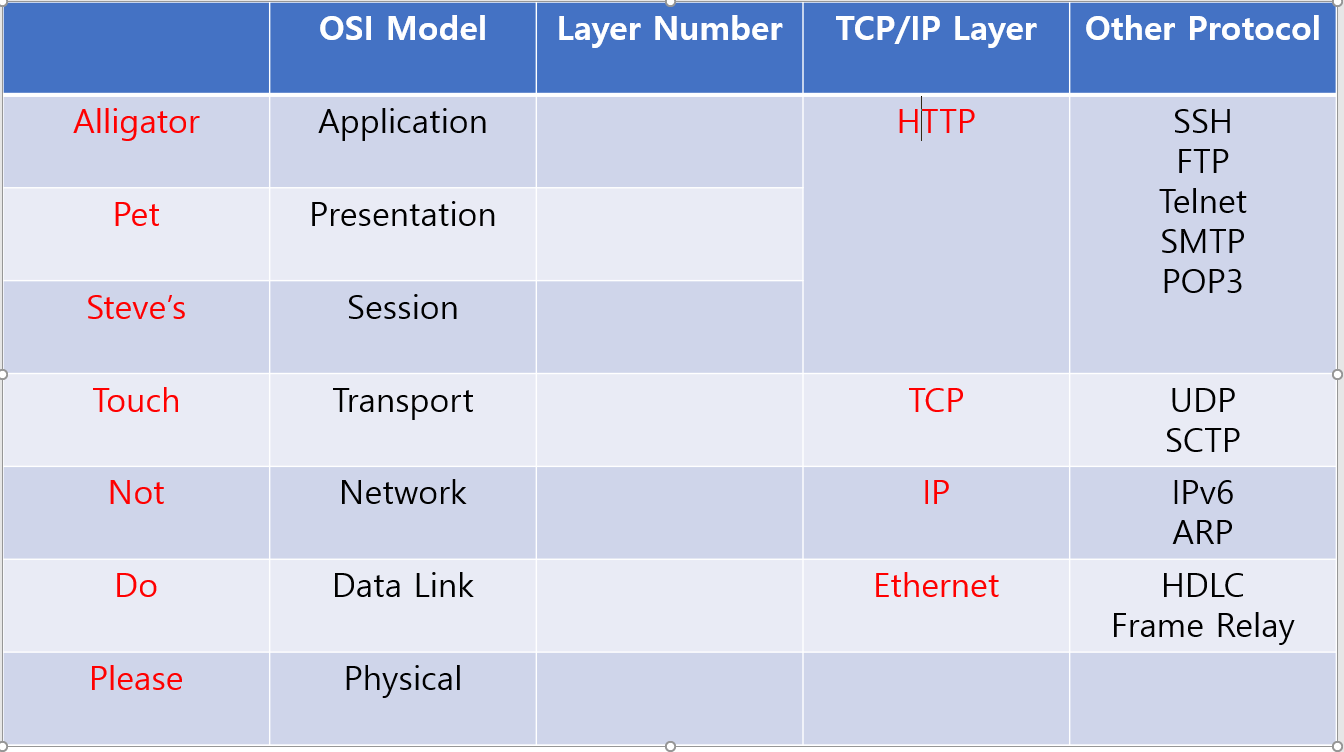 OSI Model Layer Number TCP/IP Layer Other Protocol
Alligator Application HTTP SSH
FTP
Telnet
SMTP
POP3
Pet Presentation
Steve’s Session
Touch Transport TCP UDP
SCTP
Not Network IP IPv6
ARP
Do Data Link Ethernet HDLC
Frame Relay
Please Physical